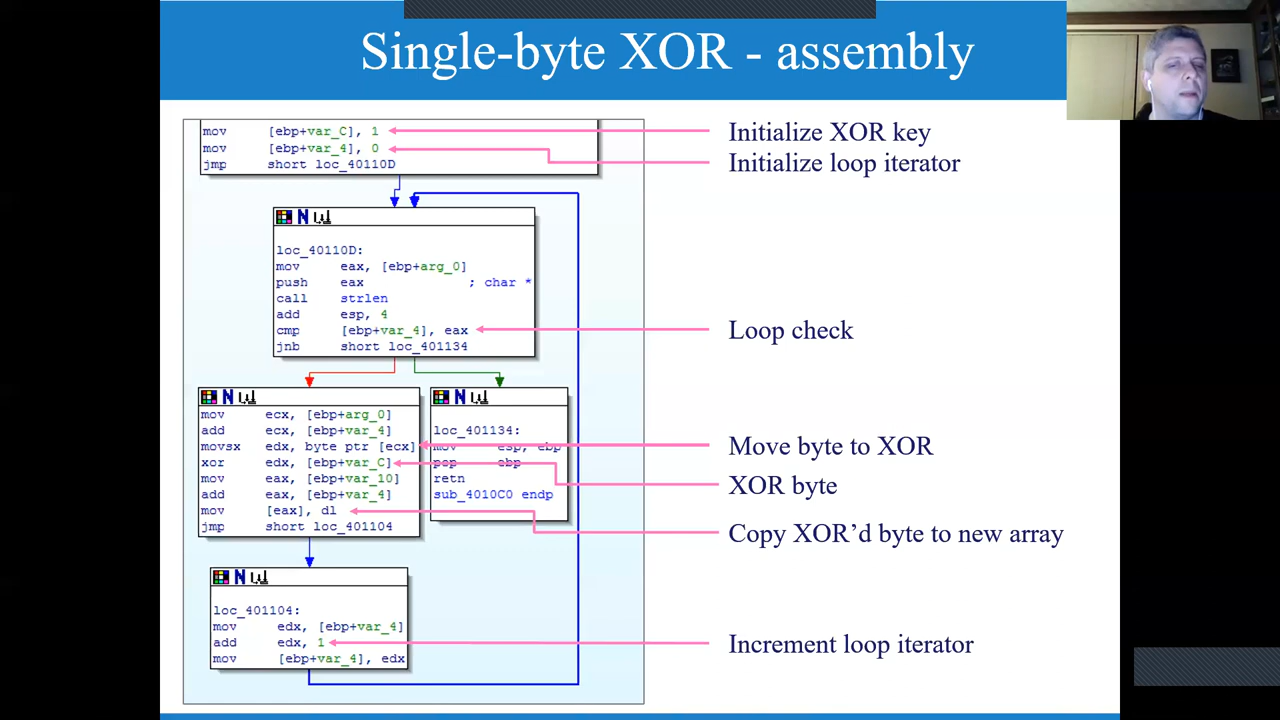 Single-byte XOR - assembly
mov [ebp+var_C], 1
mov [ebp+var_4], 0
jmp short loc_40110D
Initialize XOR key
Initialize loop iterator
loc_40110D:
mov eax, [ebp+arg_0]
push eax ; char *
call strlen
add esp, 4
cmp [ebp+var_4], eax
jnb short loc_401134
Loop check
mov ecx, [ebp+arg_0]
add ecx, [ebp+var_4]
movsx edx, byte ptr [ecx]
xor edx, [ebp+var_C]
mov eax, [ebp+var_10]
add eax, [ebp+var_4]
mov [eax], dl
jmp short loc_401104
loc_401134:
mov esp, ebp
pop ebp
retn
sub_4010C0 endp
Move byte to XOR
XOR byte
Copy XOR’d byte to new array
loc_401104:
mov edx, [ebp+var_4]
add edx, 1
mov [ebp+var_4], edx
Increment loop iterator